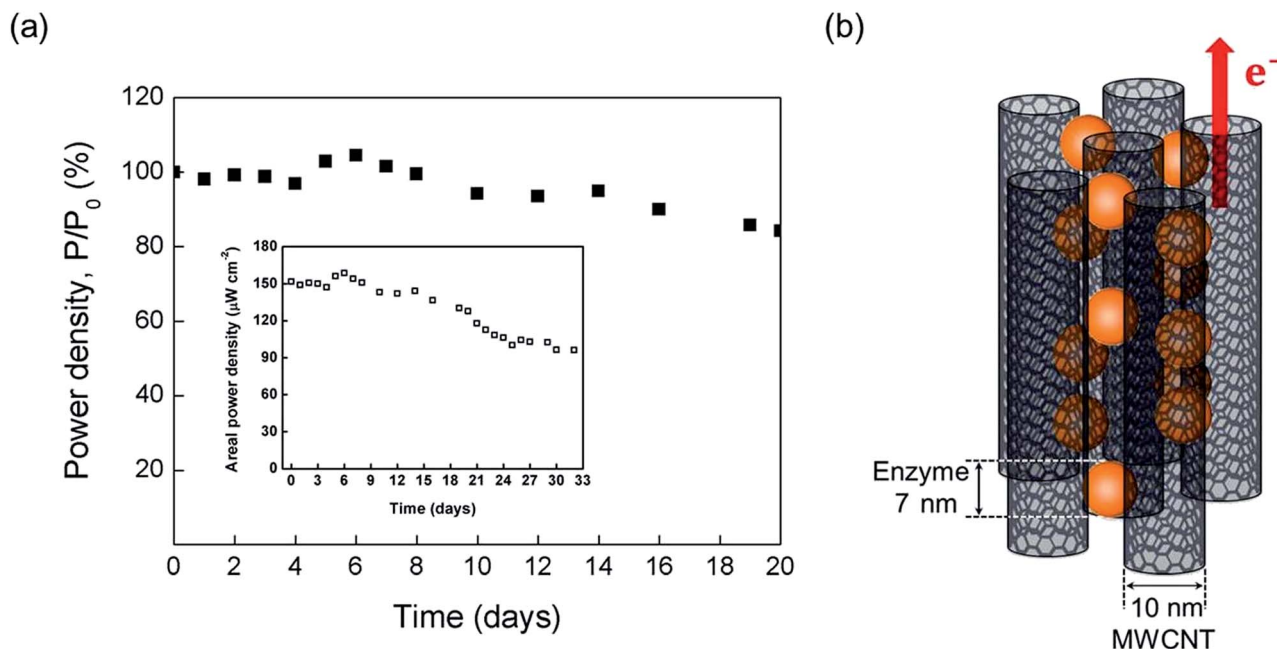 (a)
120
100
80
60
40
20
Power density, P/P₀ (%)
0 2 4 6 8 10 12 14 16 18 20
Time (days)
180
150
120
90
60
30
0
Areal power density (μW cm⁻²)
0 3 6 9 12 15 18 21 24 27 30 33
Time (days)
(b)
e⁻
Enzyme
7 nm
10 nm
MWCNT